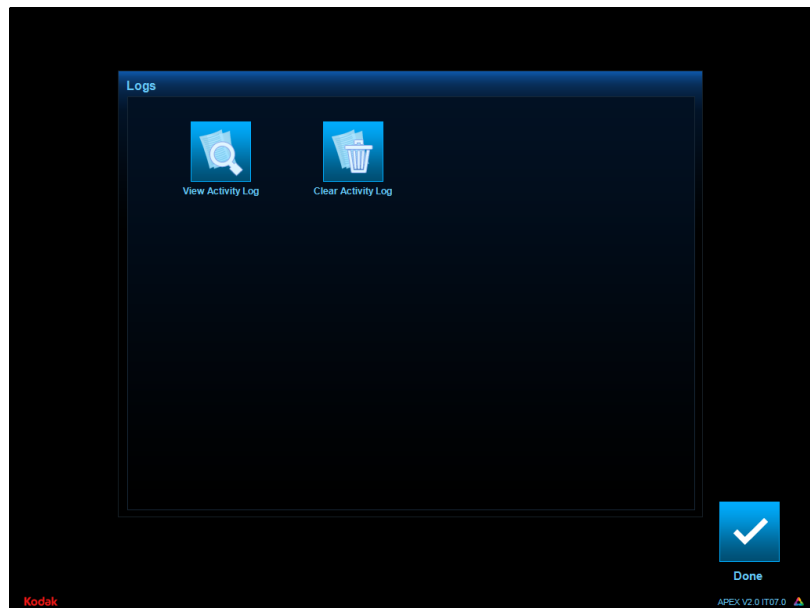 Logs
View Activity Log
Clear Activity Log
Done
Kodak
APEX V2.0 IT07.0